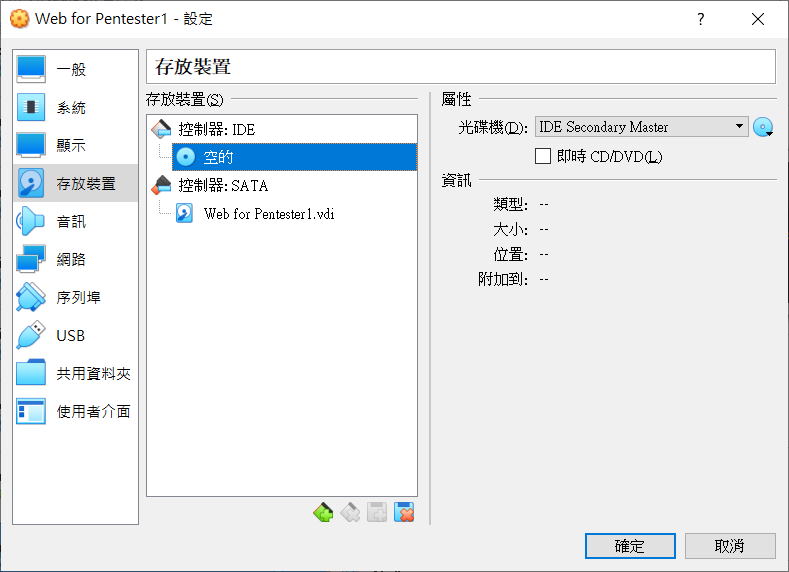 Web for Pentester1 - 設定
?
一般
系統
顯示
存放裝置
音訊
網路
序列埠
USB
共用資料夾
使用者介面
存放裝置
存放裝置(S)
控制器: IDE
空的
控制器: SATA
Web for Pentester1.vdi
屬性
光碟機(D): IDE Secondary Master
即時 CD/DVD(L)
資訊
類型: --
大小: --
位置: --
附加到: --
確定
取消